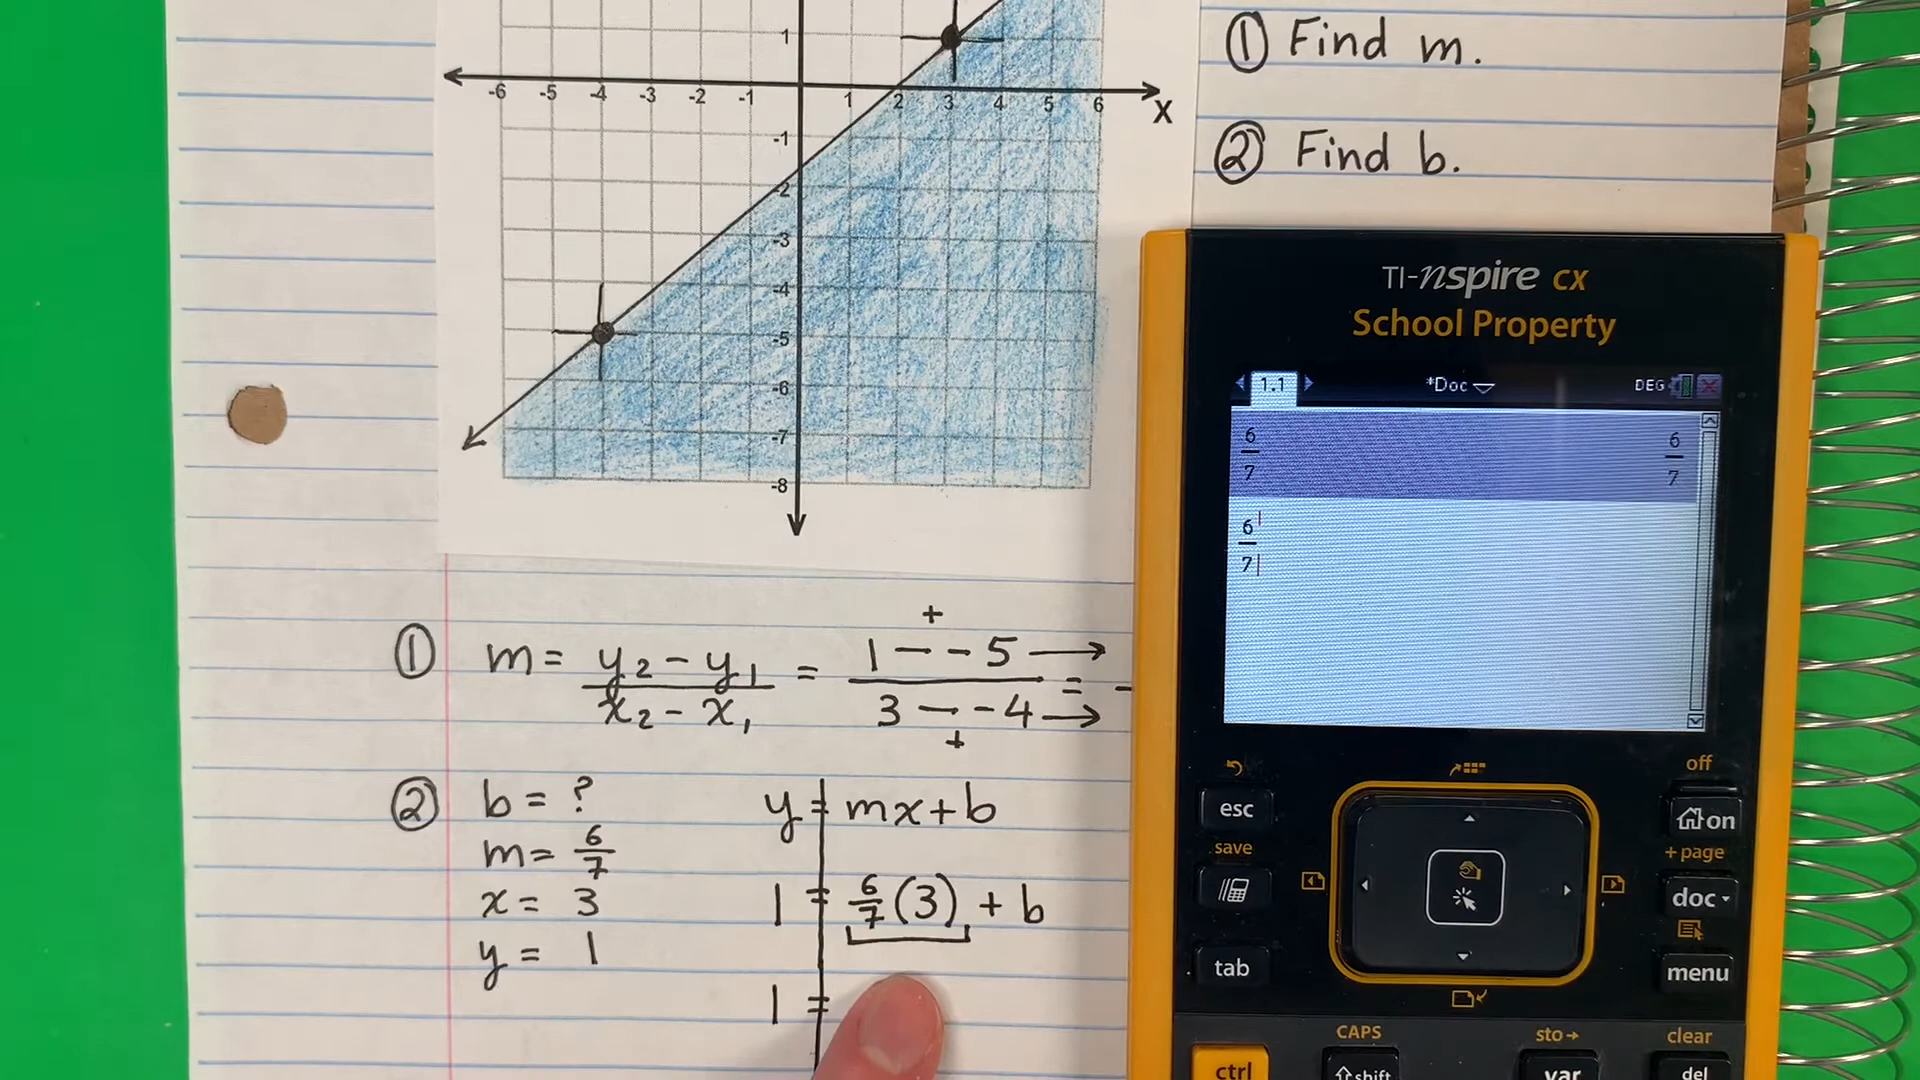 ① Find m.
② Find b.
1
-6 -5 -4 -3 -2 -1 1 2 3 4 5 6 X
-1
-2
-3
-4
-5
-6
-7
-8
TI-nspire CX
School Property
1.1 *Doc DEG
6/7 6/7
6/7
① m = y₂ - y₁ / x₂ - x₁ = 1 - -5 / 3 - -4 = -
+
+
② b = ? y = mx + b
m = 6/7
x = 3 1 = 6/7 (3) + b
y = 1
1 =
off
esc
on
save
+ page
doc
tab
menu
CAPS sto→ clear
ctrl shift var del